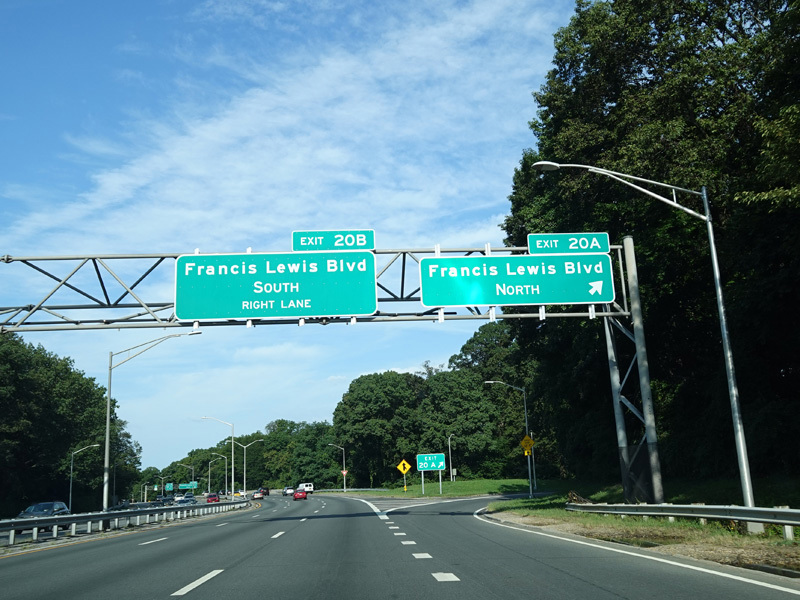 EXIT 20B
Francis Lewis Blvd
SOUTH
RIGHT LANE
EXIT 20A
Francis Lewis Blvd
NORTH
EXIT
20 A